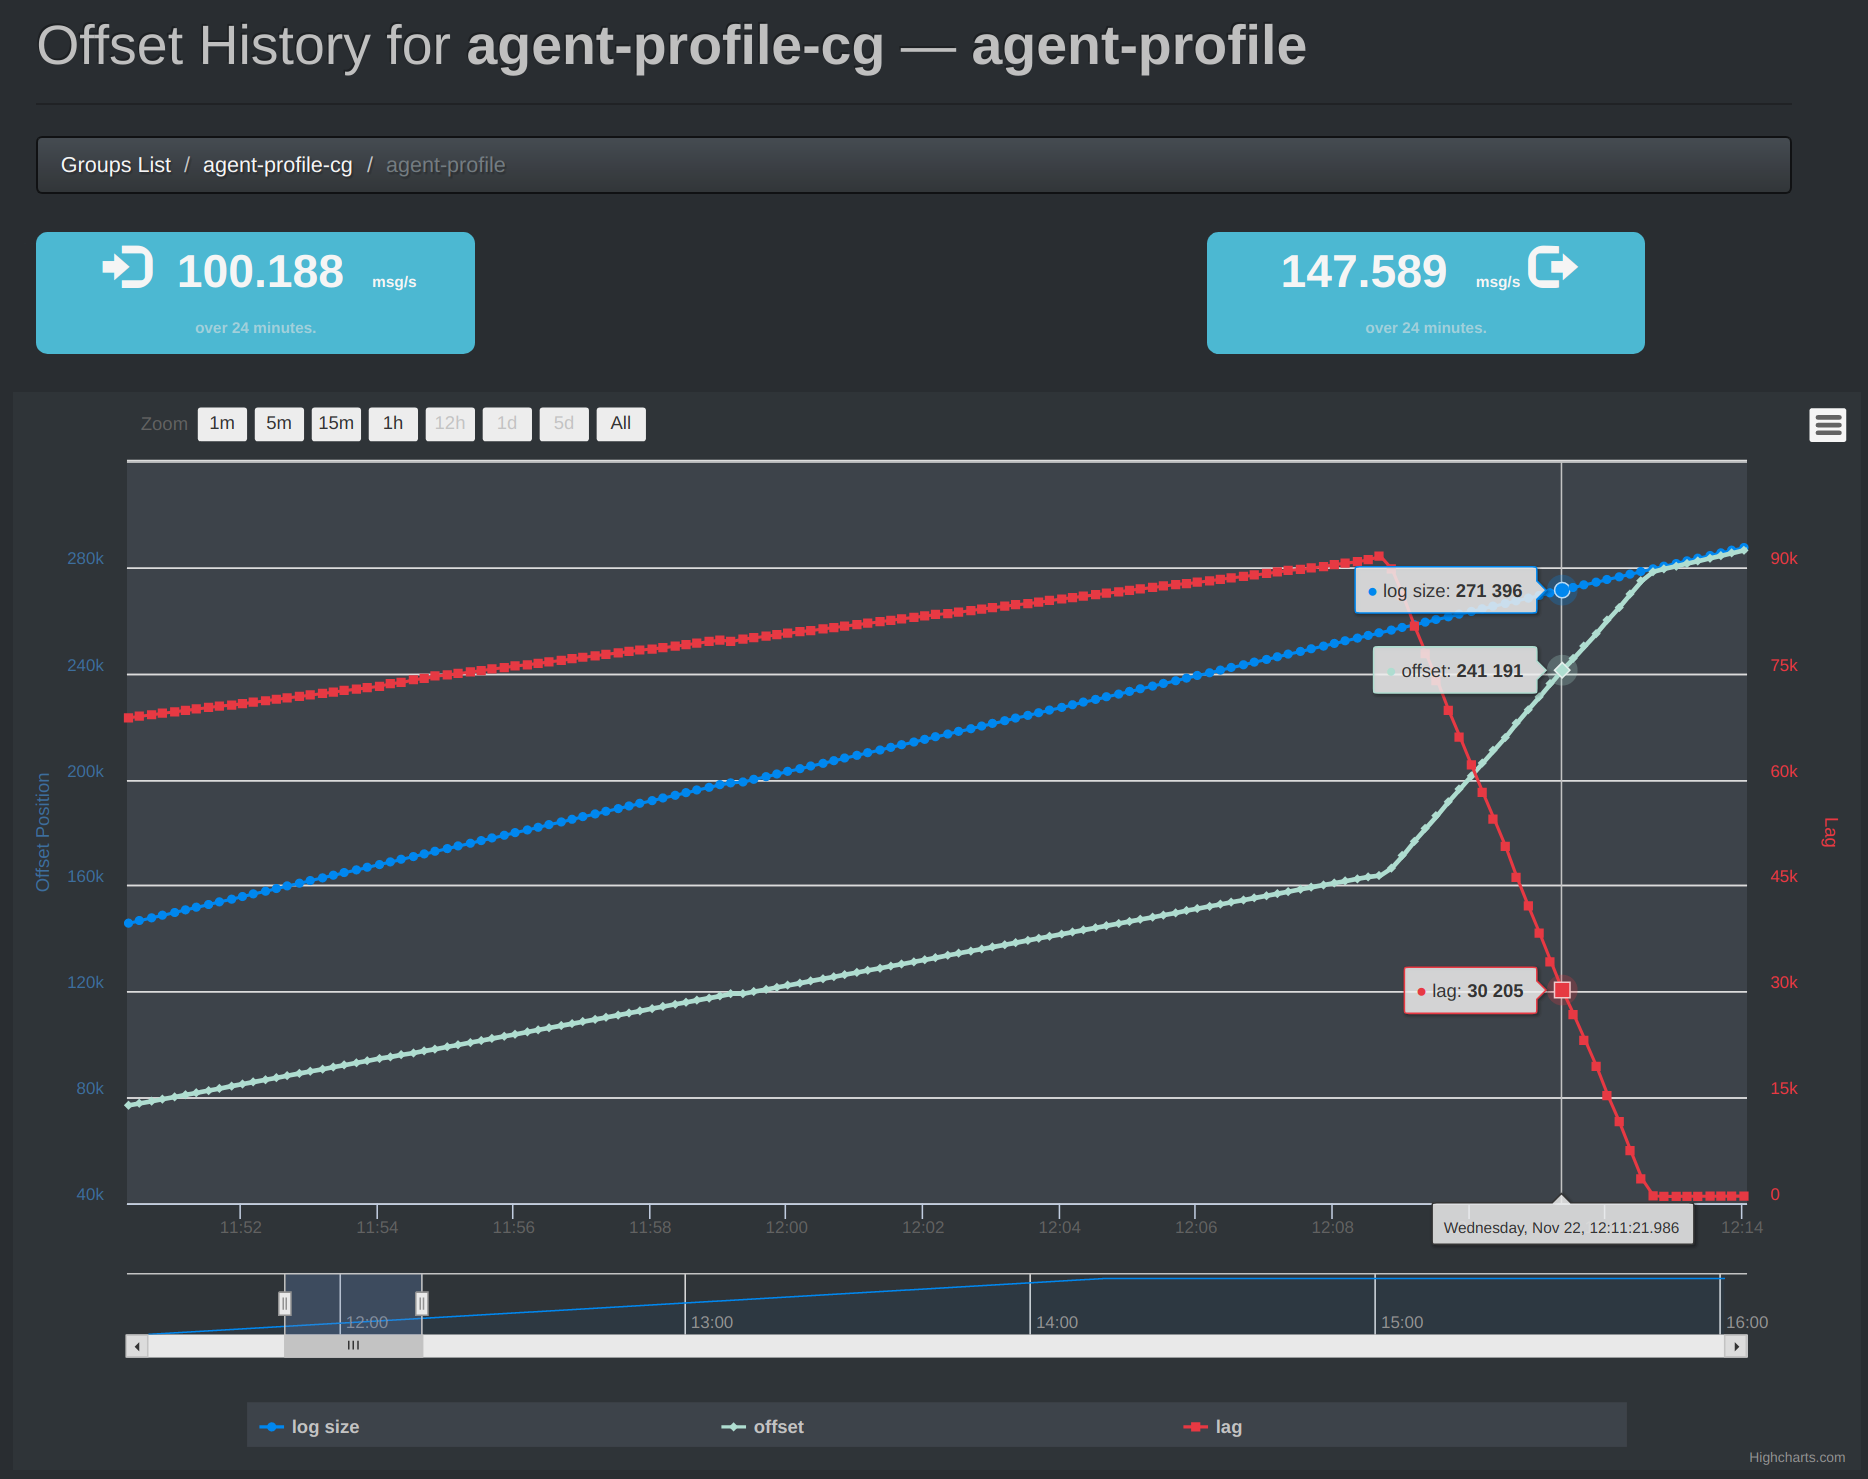 Offset History for agent-profile-cg — agent-profile
Groups List / agent-profile-cg / agent-profile
100.188 msg/s
over 24 minutes.
147.589 msg/s
over 24 minutes.
Zoom 1m 5m 15m 1h 12h 1d 5d All
280k
240k
200k
160k
120k
80k
40k
Offset Position
90k
75k
60k
45k
30k
15k
0
Lag
log size: 271 396
offset: 241 191
lag: 30 205
11:52 11:54 11:56 11:58 12:00 12:02 12:04 12:06 12:08 12:14
Wednesday, Nov 22, 12:11:21.986
12:00 13:00 14:00 15:00 16:00
log size offset lag
Highcharts.com